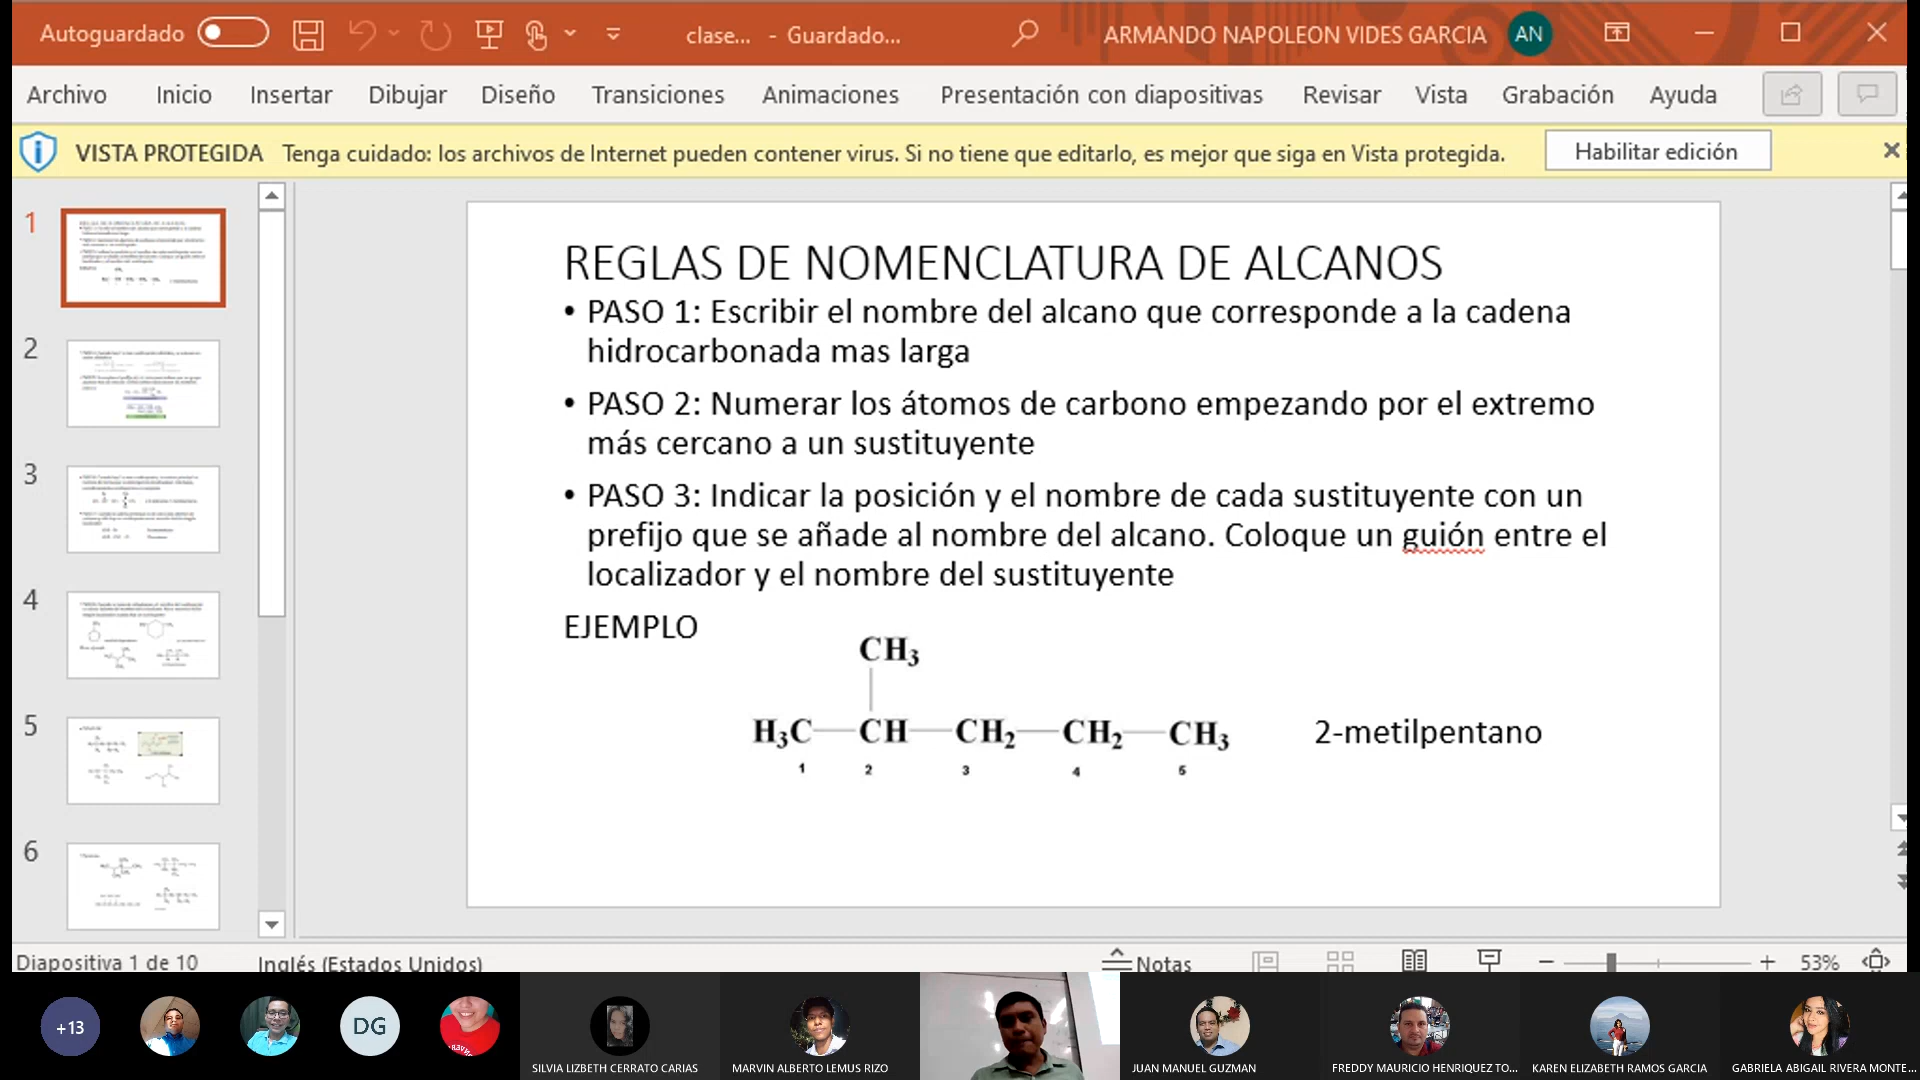 Autoguardado
clase... - Guardado...
ARMANDO NAPOLEON VIDES GARCIA
AN
Archivo Inicio Insertar Dibujar Diseño Transiciones Animaciones Presentación con diapositivas Revisar Vista Grabación Ayuda
VISTA PROTEGIDA Tenga cuidado: los archivos de Internet pueden contener virus. Si no tiene que editarlo, es mejor que siga en Vista protegida.
Habilitar edición
1
2
3
4
5
6
REGLAS DE NOMENCLATURA DE ALCANOS
• PASO 1: Escribir el nombre del alcano que corresponde a la cadena
hidrocarbonada mas larga
• PASO 2: Numerar los átomos de carbono empezando por el extremo
más cercano a un sustituyente
• PASO 3: Indicar la posición y el nombre de cada sustituyente con un
prefijo que se añade al nombre del alcano. Coloque un guión entre el
localizador y el nombre del sustituyente
EJEMPLO
CH₃
H₃C—CH—CH₂—CH₂—CH₃
1 2 3 4 5
2-metilpentano
Diapositiva 1 de 10
Inglés (Estados Unidos)
Notas
53%
+13
DG
SILVIA LIZBETH CERRATO CARIAS
MARVIN ALBERTO LEMUS RIZO
JUAN MANUEL GUZMAN
FREDDY MAURICIO HENRIQUEZ TO...
KAREN ELIZABETH RAMOS GARCIA
GABRIELA ABIGAIL RIVERA MONTE...